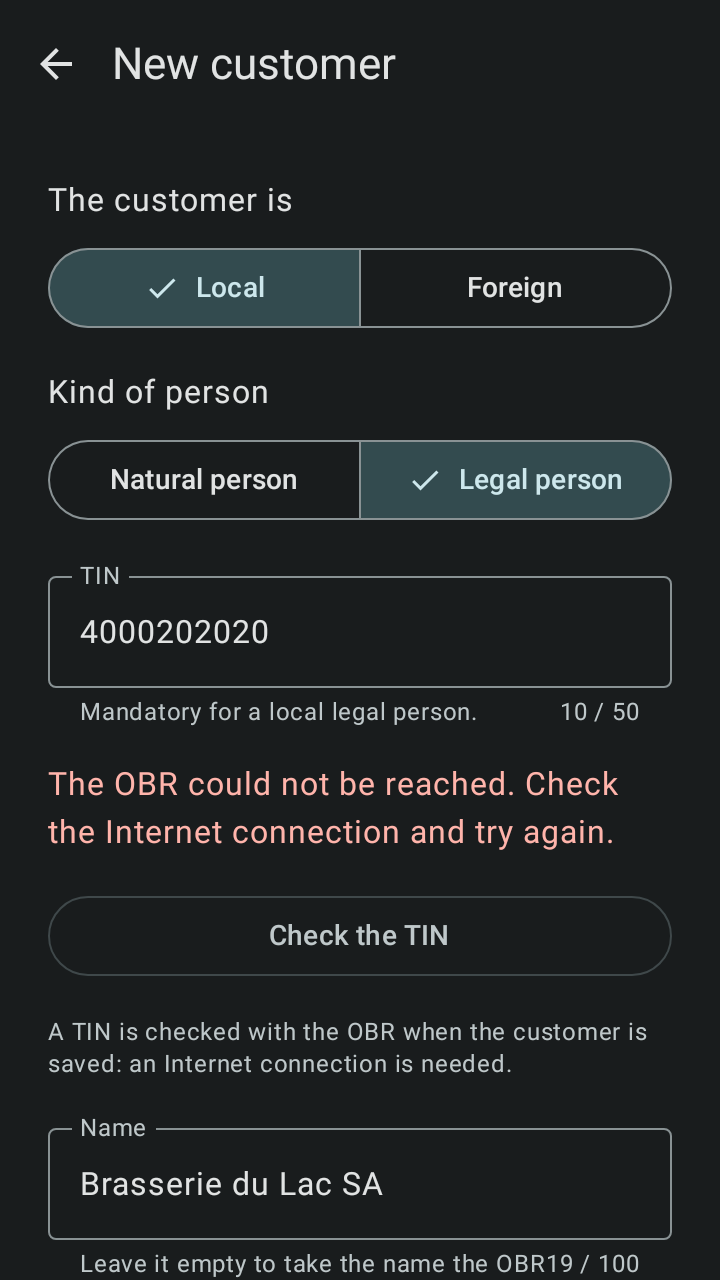 New customer
The customer is
Local
Foreign
Kind of person
Natural person
Legal person
TIN
4000202020
Mandatory for a local legal person.
10 / 50
The OBR could not be reached. Check
the Internet connection and try again.
Check the TIN
A TIN is checked with the OBR when the customer is
saved: an Internet connection is needed.
Name
Brasserie du Lac SA
Leave it empty to take the name the OBR
19 / 100